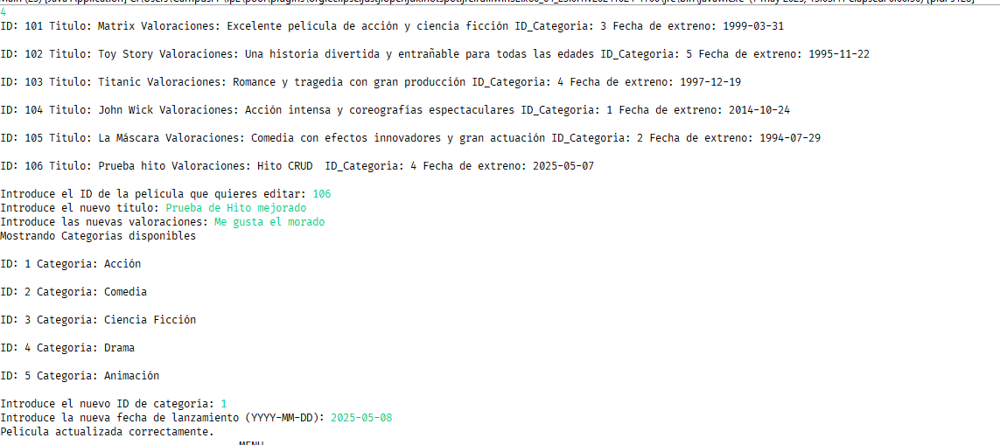 4
ID: 101 Titulo: Matrix Valoraciones: Excelente película de acción y ciencia ficción ID_Categoria: 3 Fecha de extreno: 1999-03-31
ID: 102 Titulo: Toy Story Valoraciones: Una historia divertida y entrañable para todas las edades ID_Categoria: 5 Fecha de extreno: 1995-11-22
ID: 103 Titulo: Titanic Valoraciones: Romance y tragedia con gran producción ID_Categoria: 4 Fecha de extreno: 1997-12-19
ID: 104 Titulo: John Wick Valoraciones: Acción intensa y coreografías espectaculares ID_Categoria: 1 Fecha de extreno: 2014-10-24
ID: 105 Titulo: La Máscara Valoraciones: Comedia con efectos innovadores y gran actuación ID_Categoria: 2 Fecha de extreno: 1994-07-29
ID: 106 Titulo: Prueba hito Valoraciones: Hito CRUD  ID_Categoria: 4 Fecha de extreno: 2025-05-07
Introduce el ID de la película que quieres editar: 106
Introduce el nuevo título: Prueba de Hito mejorado
Introduce las nuevas valoraciones: Me gusta el morado
Mostrando Categorías disponibles
ID: 1 Categoría: Acción
ID: 2 Categoría: Comedia
ID: 3 Categoría: Ciencia Ficción
ID: 4 Categoría: Drama
ID: 5 Categoría: Animación
Introduce el nuevo ID de categoría: 1
Introduce la nueva fecha de lanzamiento (YYYY-MM-DD): 2025-05-08
Película actualizada correctamente.
MENU